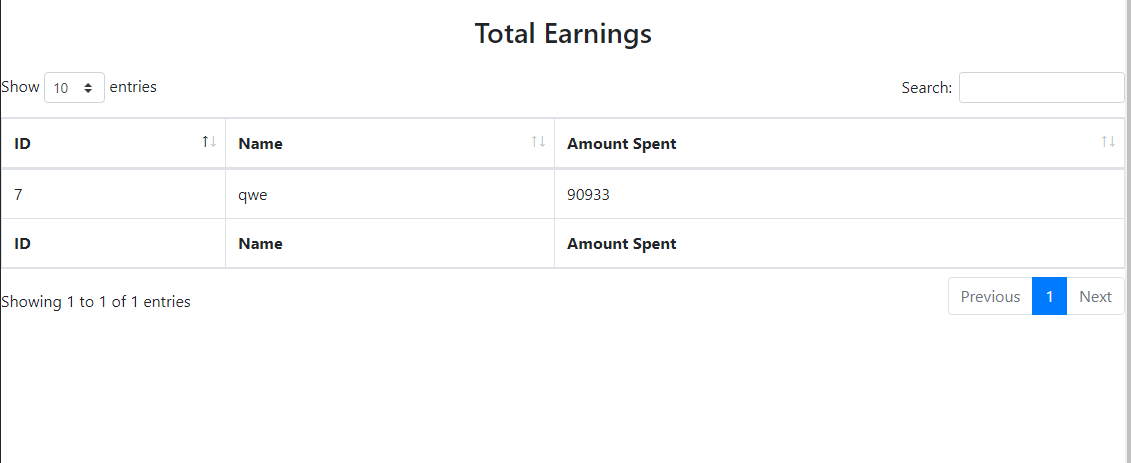 Total Earnings
Show 10 entries Search:
ID Name Amount Spent
7 qwe 90933
ID Name Amount Spent
Showing 1 to 1 of 1 entries Previous 1 Next